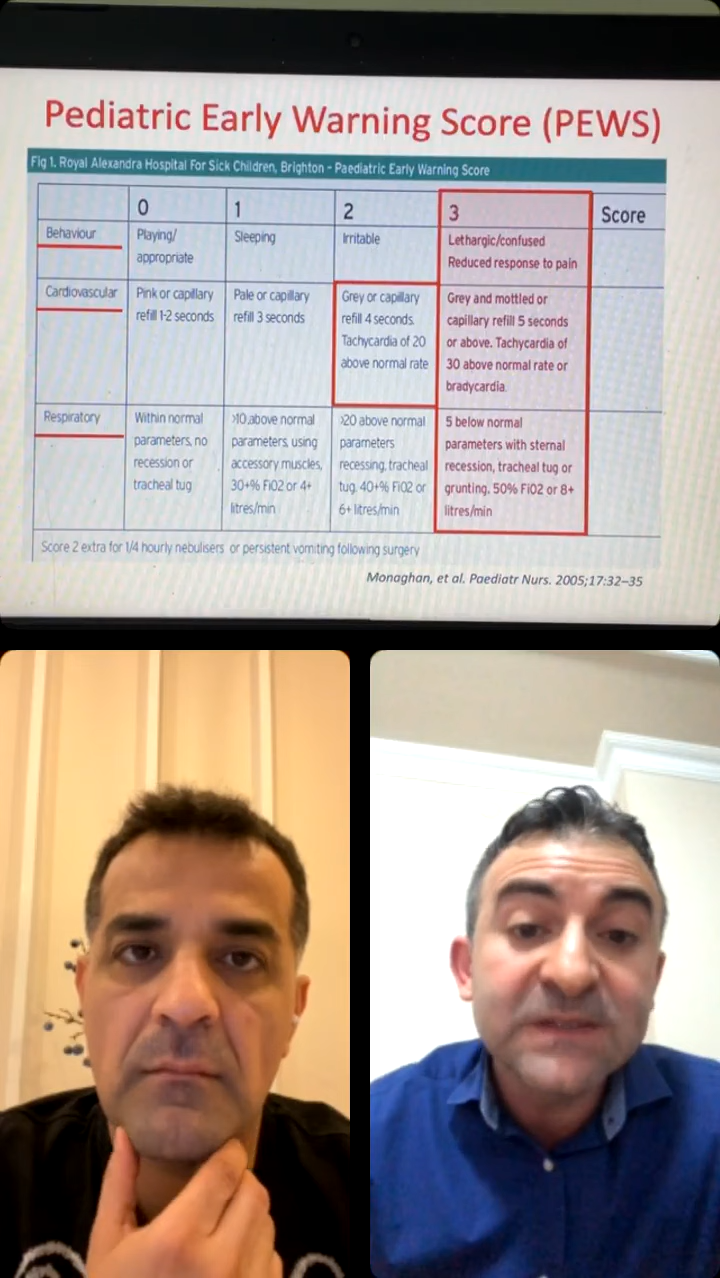 Pediatric Early Warning Score (PEWS)
Fig 1. Royal Alexandra Hospital For Sick Children, Brighton - Paediatric Early Warning Score
0 1 2 3 Score
Behaviour
Playing/
appropriate
Sleeping
Irritable
Lethargic/confused
Reduced response to pain
Cardiovascular
Pink or capillary
refill 1-2 seconds
Pale or capillary
refill 3 seconds
Grey or capillary
refill 4 seconds.
Tachycardia of 20
above normal rate
Grey and mottled or
capillary refill 5 seconds
or above. Tachycardia of
30 above normal rate or
bradycardia.
Respiratory
Within normal
parameters, no
recession or
tracheal tug
>10 above normal
parameters, using
accessory muscles,
30+% FiO2 or 4+
litres/min
>20 above normal
parameters
recessing, tracheal
tug. 40+% FiO2 or
6+ litres/min
5 below normal
parameters with sternal
recession, tracheal tug or
grunting. 50% FiO2 or 8+
litres/min
Score 2 extra for 1/4 hourly nebulisers or persistent vomiting following surgery
Monaghan, et al. Paediatr Nurs. 2005;17:32–35